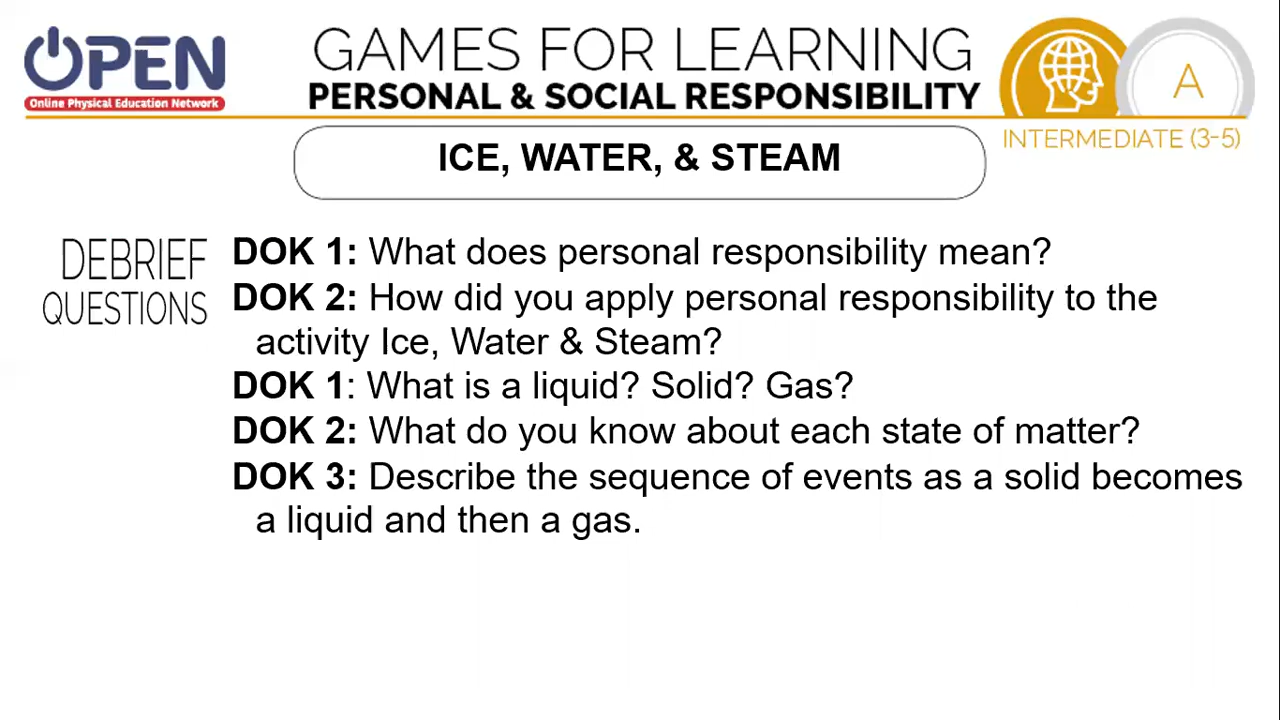 OPEN
Online Physical Education Network
GAMES FOR LEARNING
PERSONAL & SOCIAL RESPONSIBILITY
A
INTERMEDIATE (3-5)
ICE, WATER, & STEAM
DEBRIEF
QUESTIONS
DOK 1: What does personal responsibility mean?
DOK 2: How did you apply personal responsibility to the
activity Ice, Water & Steam?
DOK 1: What is a liquid? Solid? Gas?
DOK 2: What do you know about each state of matter?
DOK 3: Describe the sequence of events as a solid becomes
a liquid and then a gas.